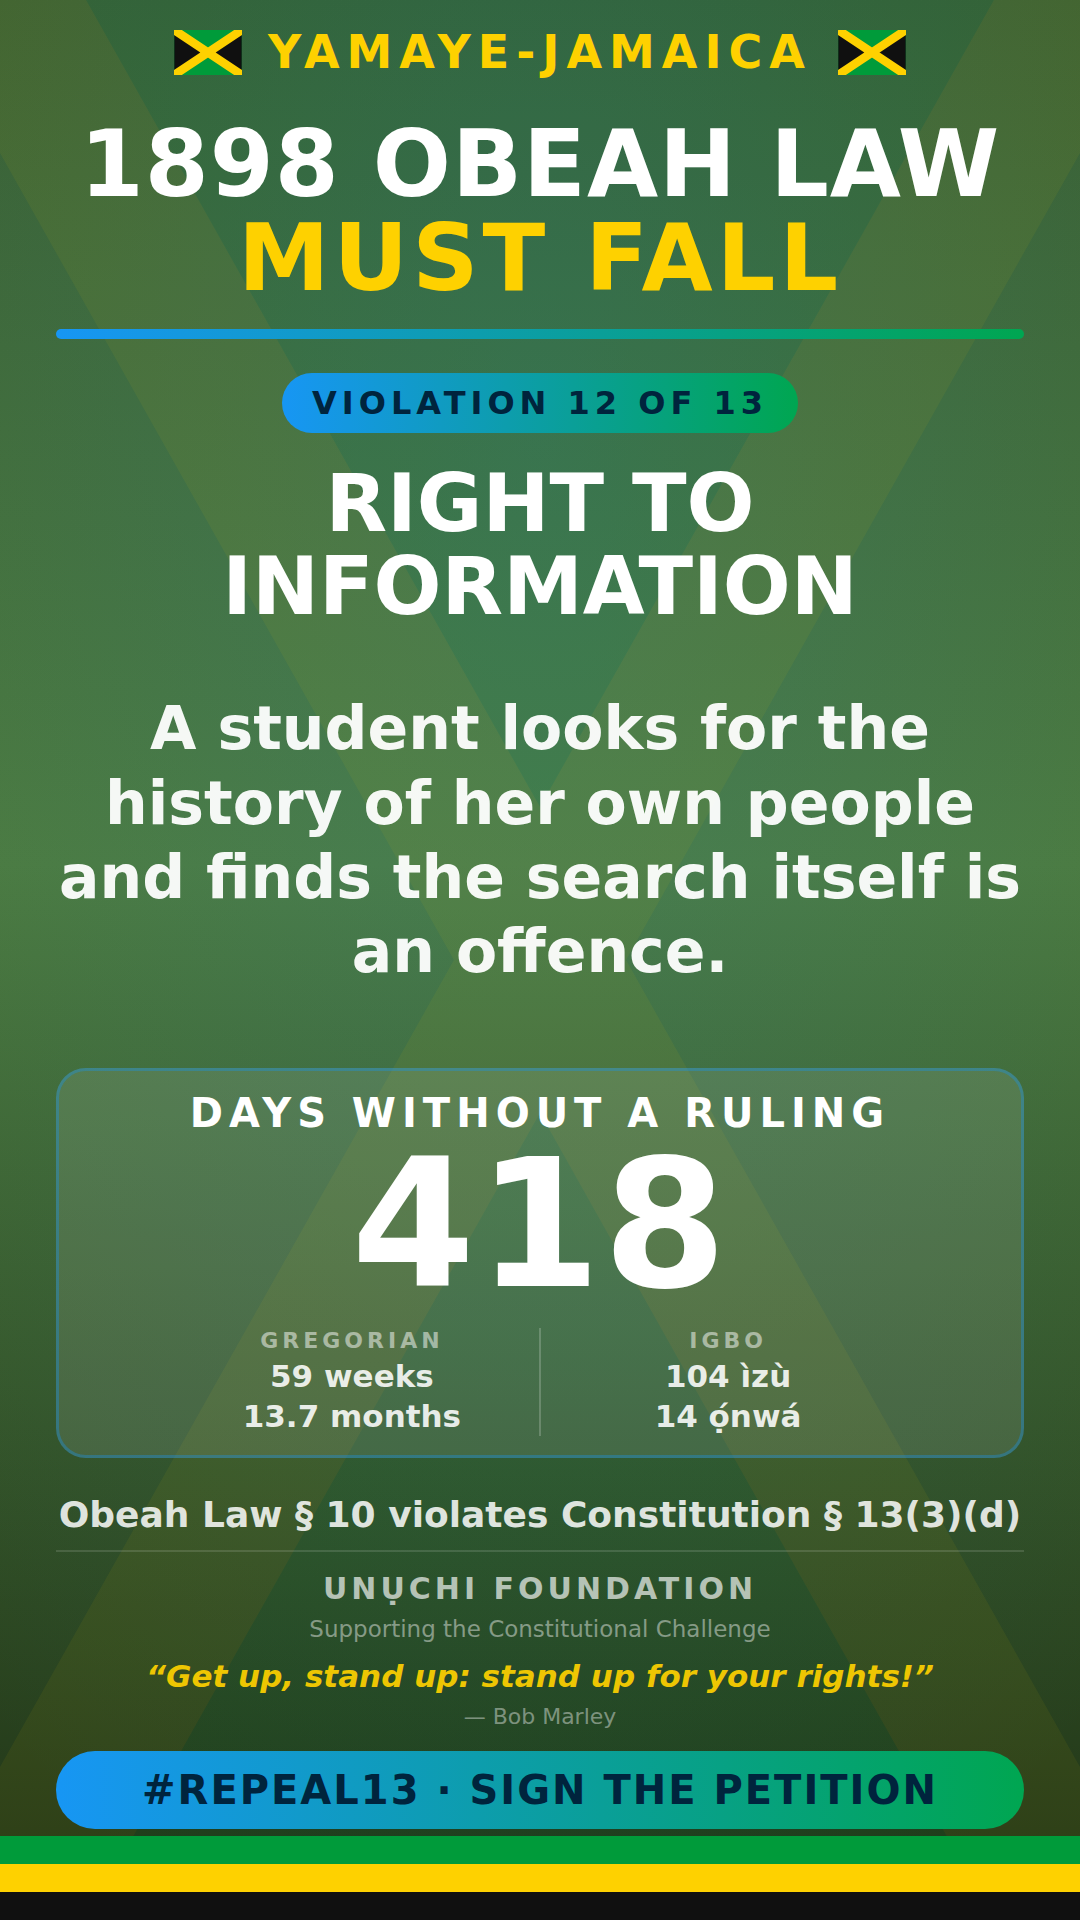 YAMAYE-JAMAICA
1898 OBEAH LAW
MUST FALL
VIOLATION 12 OF 13
RIGHT TO
INFORMATION
A student looks for the
history of her own people
and finds the search itself is
an offence.
DAYS WITHOUT A RULING
418
GREGORIAN
59 weeks
13.7 months
IGBO
104 ìzù
14 ọ́nwá
Obeah Law § 10 violates Constitution § 13(3)(d)
UNỤCHI FOUNDATION
Supporting the Constitutional Challenge
“Get up, stand up: stand up for your rights!”
— Bob Marley
#REPEAL13 · SIGN THE PETITION